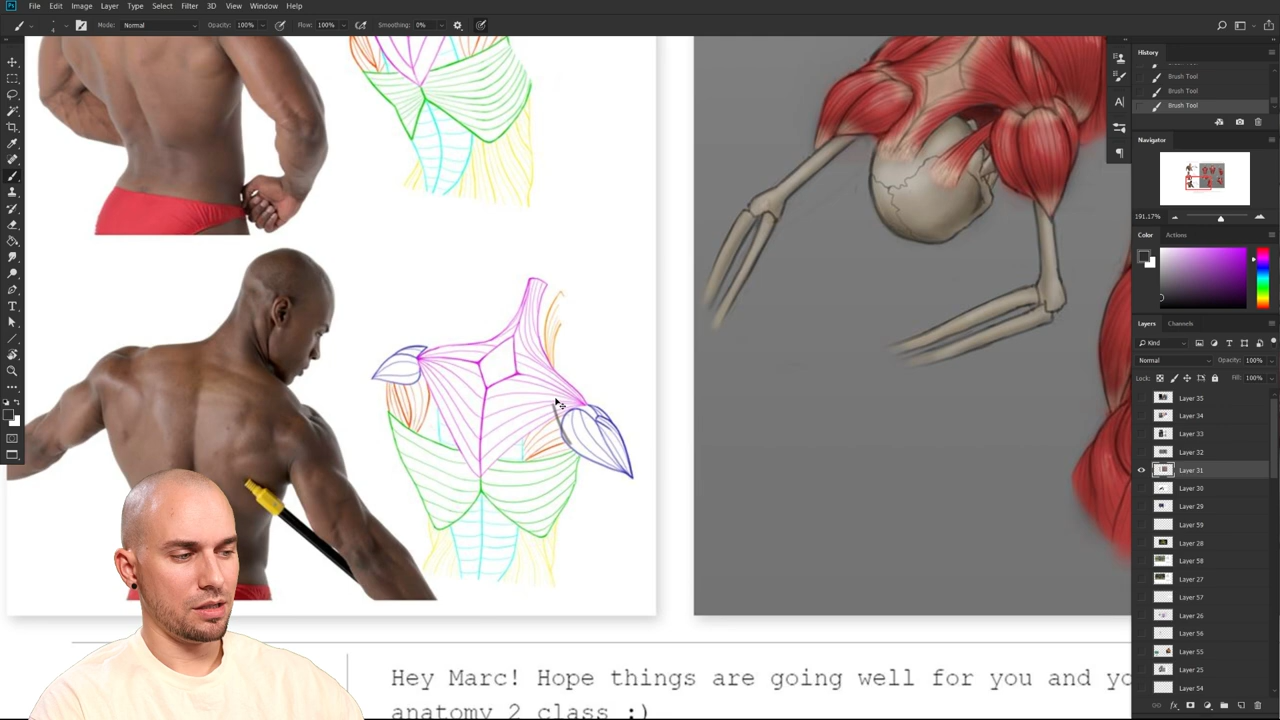 Ps File Edit Image Layer Type Select Filter 3D View Window Help
Mode: Normal Opacity: 100% Flow: 100% Smoothing: 0%
History
Brush Tool
Brush Tool
Brush Tool
Navigator
191.17%
Color Actions
Layers Channels
Kind
Normal Opacity: 100%
Lock: Fill: 100%
Layer 35
Layer 34
Layer 33
Layer 32
Layer 31
Layer 30
Layer 29
Layer 59
Layer 28
Layer 58
Layer 27
Layer 57
Layer 26
Layer 56
Layer 55
Layer 25
Layer 54
Hey Marc! Hope things are going well for you and yo
anatomy 2 class :)